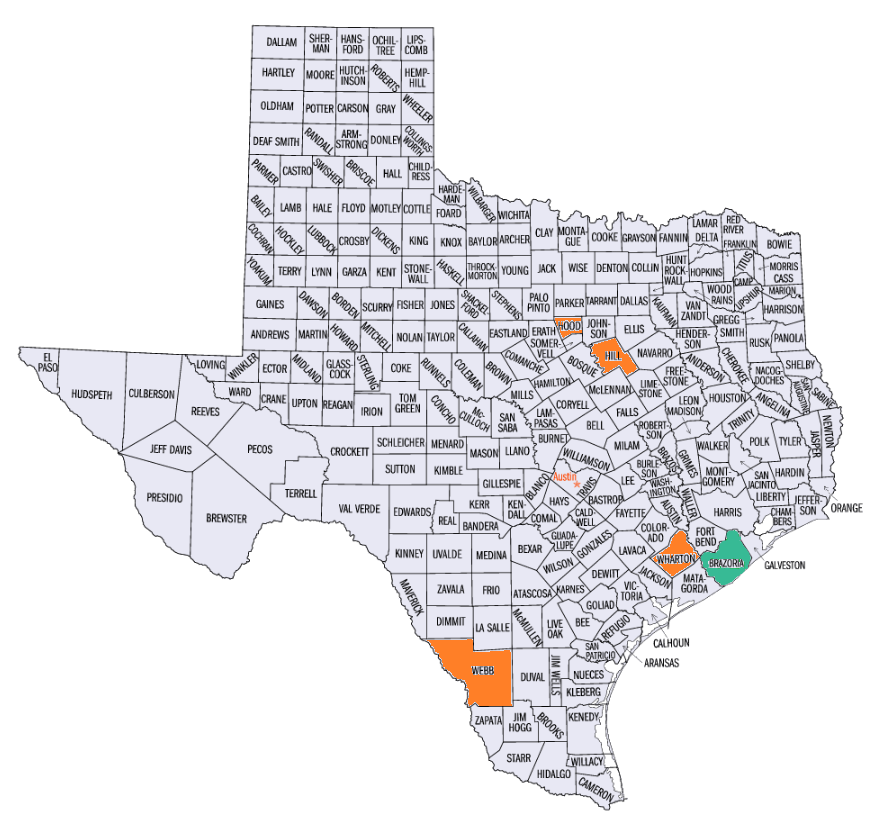 DALLAM
SHER-
MAN
HANS-
FORD
OCHIL-
TREE
LIPS-
COMB
HARTLEY
MOORE
HUTCH-
INSON
ROBERTS
HEMP-
HILL
OLDHAM
POTTER
CARSON
GRAY
WHEELER
DEAF SMITH
RANDALL
ARM-
STRONG
DONLEY
COLLINGS-
WORTH
PARMER
CASTRO
SWISHER
BRISCOE
HALL
CHILD-
RESS
HARDE-
MAN
BAILEY
LAMB
HALE
FLOYD
MOTLEY
COTTLE
FOARD
WILBARGER
WICHITA
COCHRAN
HOCKLEY
LUBBOCK
CROSBY
DICKENS
KING
KNOX
BAYLOR
ARCHER
CLAY
MONTA-
GUE
COOKE
GRAYSON
FANNIN
LAMAR
DELTA
RED
RIVER
FRANKLIN
BOWIE
YOAKUM
TERRY
LYNN
GARZA
KENT
STONE-
WALL
HASKELL
THROCK-
MORTON
YOUNG
JACK
WISE
DENTON
COLLIN
HUNT
ROCK-
WALL
HOPKINS
TITUS
CAMP
MORRIS
CASS
GAINES
DAWSON
BORDEN
SCURRY
FISHER
JONES
SHACKEL-
FORD
STEPHENS
PALO
PINTO
PARKER
TARRANT
DALLAS
KAUFMAN
VAN
ZANDT
WOOD
RAINS
UPSHUR
MARION
GREGG
HARRISON
ANDREWS
MARTIN
HOWARD
MITCHELL
NOLAN
TAYLOR
CALLAHAN
EASTLAND
ERATH
HOOD
SOMER-
VELL
JOHN-
SON
ELLIS
HENDER-
SON
SMITH
RUSK
PANOLA
EL
PASO
HUDSPETH
CULBERSON
REEVES
LOVING
WINKLER
ECTOR
MIDLAND
GLASS-
COCK
STERLING
COKE
RUNNELS
COLEMAN
BROWN
COMANCHE
BOSQUE
HILL
NAVARRO
ANDERSON
CHEROKEE
NACOG-
DOCHES
SHELBY
SAN
AUGUSTINE
SABINE
WARD
CRANE
UPTON
REAGAN
IRION
TOM
GREEN
CONCHO
Mc-
CULLOCH
SAN
SABA
MILLS
HAMILTON
LAM-
PASAS
CORYELL
McLENNAN
LIME-
STONE
FREE-
STONE
LEON
HOUSTON
ANGELINA
TRINITY
MADISON
JEFF DAVIS
PECOS
CROCKETT
SCHLEICHER
MENARD
MASON
LLANO
BURNET
BELL
FALLS
ROBERT-
SON
WALKER
POLK
TYLER
JASPER
NEWTON
SUTTON
KIMBLE
GILLESPIE
BLANCO
WILLIAMSON
MILAM
BRAZOS
GRIMES
BURLE-
SON
WASH-
INGTON
MONT-
GOMERY
SAN
JACINTO
HARDIN
LIBERTY
PRESIDIO
BREWSTER
TERRELL
VAL VERDE
EDWARDS
REAL
KERR
BANDERA
KEN-
DALL
COMAL
HAYS
Austin
TRAVIS
BASTROP
LEE
CALD-
WELL
FAYETTE
AUSTIN
WALLER
HARRIS
CHAM-
BERS
JEFFER-
SON
ORANGE
KINNEY
UVALDE
MEDINA
BEXAR
GUADA-
LUPE
GONZALES
WILSON
LAVACA
COLOR-
ADO
FORT
BEND
WHARTON
BRAZORIA
GALVESTON
MAVERICK
ZAVALA
FRIO
ATASCOSA
KARNES
DEWITT
JACKSON
MATA-
GORDA
VIC-
TORIA
DIMMIT
LA SALLE
McMULLEN
LIVE
OAK
BEE
GOLIAD
REFUGIO
CALHOUN
ARANSAS
SAN
PATRICIO
WEBB
DUVAL
JIM WELLS
NUECES
KLEBERG
ZAPATA
JIM
HOGG
BROOKS
KENEDY
STARR
HIDALGO
WILLACY
CAMERON